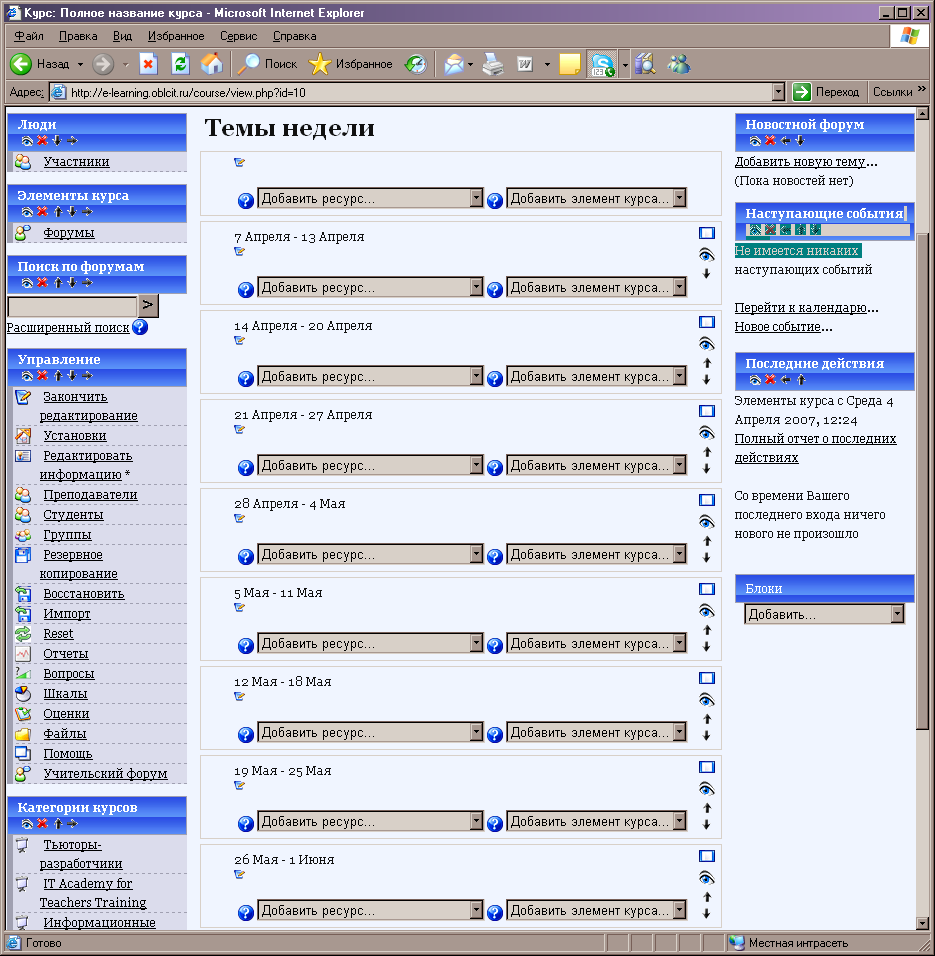 Курс: Полное название курса - Microsoft Internet Explorer
Файл Правка Вид Избранное Сервис Справка
Назад Поиск Избранное
Адрес: http://e-learning.oblcit.ru/course/view.php?id=10 Переход Ссылки »
Люди
Участники
Элементы курса
Форумы
Поиск по форумам
>
Расширенный поиск ?
Управление
Закончить
редактирование
Установки
Редактировать
информацию *
Преподаватели
Студенты
Группы
Резервное
копирование
Восстановить
Импорт
Reset
Отчеты
Вопросы
Шкалы
Оценки
Файлы
Помощь
Учительский форум
Категории курсов
Тьюторы-
разработчики
IT Academy for
Teachers Training
Информационные
Темы недели
? Добавить ресурс... ? Добавить элемент курса...
7 Апреля - 13 Апреля
? Добавить ресурс... ? Добавить элемент курса...
14 Апреля - 20 Апреля
? Добавить ресурс... ? Добавить элемент курса...
21 Апреля - 27 Апреля
? Добавить ресурс... ? Добавить элемент курса...
28 Апреля - 4 Мая
? Добавить ресурс... ? Добавить элемент курса...
5 Мая - 11 Мая
? Добавить ресурс... ? Добавить элемент курса...
12 Мая - 18 Мая
? Добавить ресурс... ? Добавить элемент курса...
19 Мая - 25 Мая
? Добавить ресурс... ? Добавить элемент курса...
26 Мая - 1 Июня
? Добавить ресурс... ? Добавить элемент курса...
Новостной форум
Добавить новую тему...
(Пока новостей нет)
Наступающие события
Не имеется никаких
наступающих событий
Перейти к календарю...
Новое событие...
Последние действия
Элементы курса с Среда 4
Апреля 2007, 12:24
Полный отчет о последних
действиях
Со времени Вашего
последнего входа ничего
нового не произошло
Блоки
Добавить...
Готово Местная интрасеть